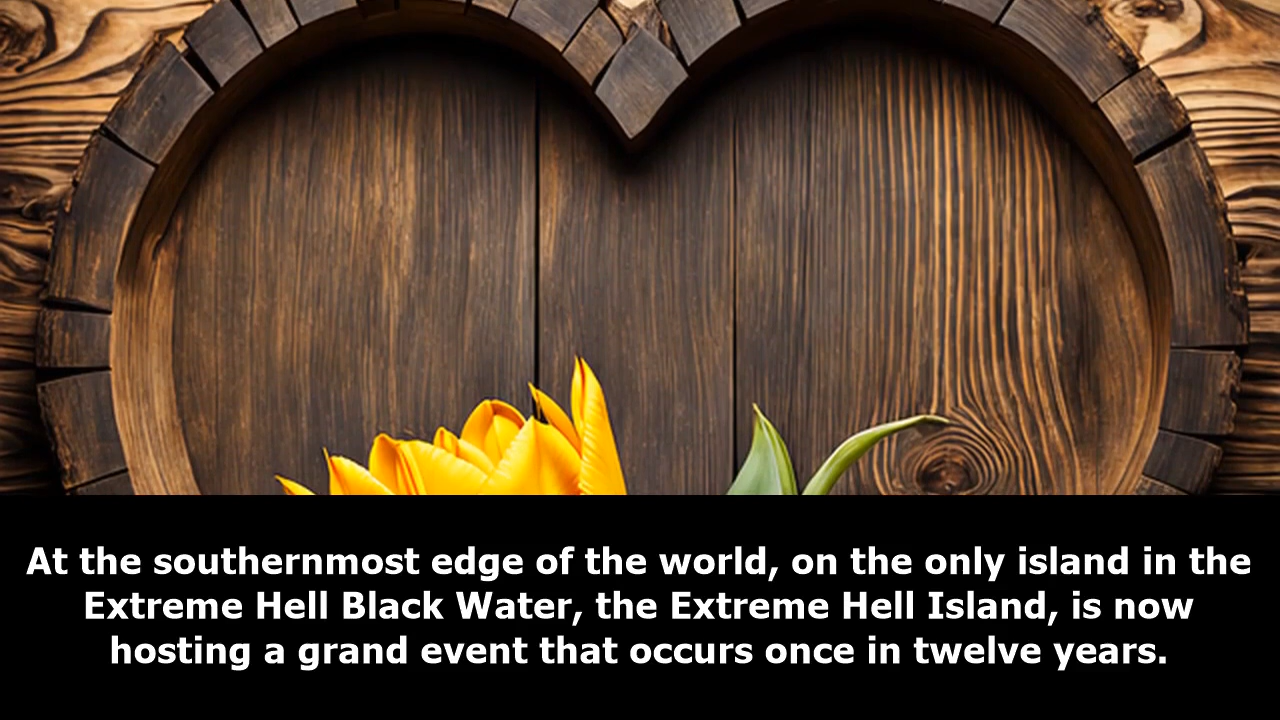 At the southernmost edge of the world, on the only island in the
Extreme Hell Black Water, the Extreme Hell Island, is now
hosting a grand event that occurs once in twelve years.